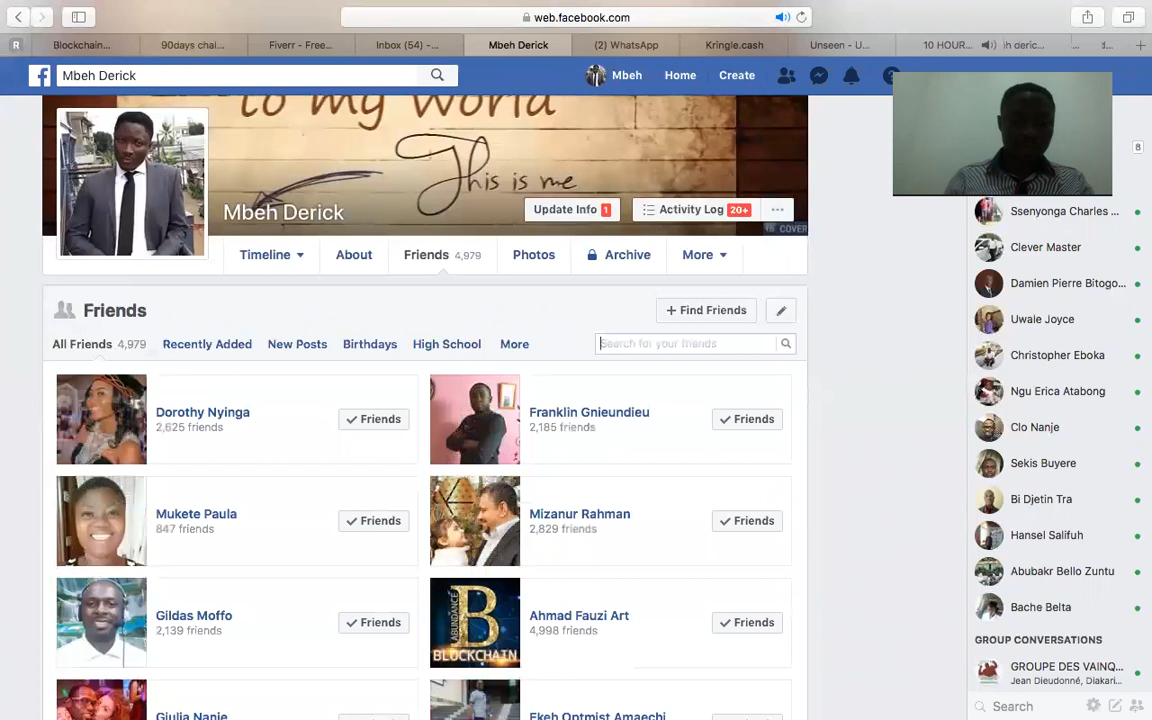 web.facebook.com
R
Blockchain...
90days chal...
Fiverr - Free...
Inbox (54) -...
Mbeh Derick
(2) WhatsApp
Kringle.cash
Unseen - U...
10 HOUR...
h deric...
Mbeh Derick
Mbeh
Home
Create
to my world
This is me
8
Mbeh Derick
Update Info 1
Activity Log 20+
...
COVER
Timeline
About
Friends 4,979
Photos
Archive
More
Friends
+ Find Friends
All Friends 4,979
Recently Added
New Posts
Birthdays
High School
More
Search for your friends
Dorothy Nyinga
2,625 friends
Friends
Franklin Gnieundieu
2,185 friends
Friends
Mukete Paula
847 friends
Friends
Mizanur Rahman
2,829 friends
Friends
Gildas Moffo
2,139 friends
Friends
ABUNDANCE
B
BLOCKCHAIN
Ahmad Fauzi Art
4,998 friends
Friends
Giulia Nanje
Ekeh Optmist Amaechi
Ssenyonga Charles ...
Clever Master
Damien Pierre Bitogo...
Uwale Joyce
Christopher Eboka
Ngu Erica Atabong
Clo Nanje
Sekis Buyere
Bi Djetin Tra
Hansel Salifuh
Abubakr Bello Zuntu
Bache Belta
GROUP CONVERSATIONS
GROUPE DES VAINQ...
Jean Dieudonné, Diakari...
Search